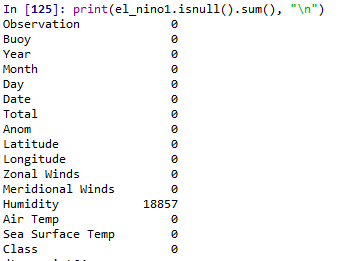 In [125]: print(el_nino1.isnull().sum(), "\n")
Observation 0
Buoy 0
Year 0
Month 0
Day 0
Date 0
Total 0
Anom 0
Latitude 0
Longitude 0
Zonal Winds 0
Meridional Winds 0
Humidity 18857
Air Temp 0
Sea Surface Temp 0
Class 0